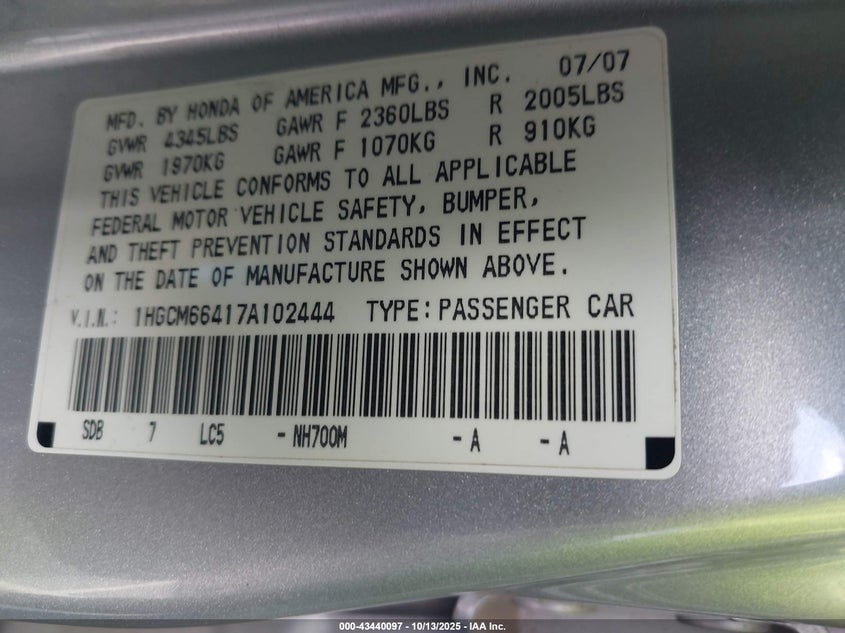 MFD. BY HONDA OF AMERICA MFG., INC. 07/07
GVWR 4345LBS GAWR F 2360LBS R 2005LBS
GVWR 1970KG GAWR F 1070KG R 910KG
THIS VEHICLE CONFORMS TO ALL APPLICABLE
FEDERAL MOTOR VEHICLE SAFETY, BUMPER,
AND THEFT PREVENTION STANDARDS IN EFFECT
ON THE DATE OF MANUFACTURE SHOWN ABOVE.
V.I.N.: 1HGCM66417A102444 TYPE:PASSENGER CAR
SDB 7 LC5 -NH700M -A -A
000-43440097 - 10/13/2025 - IAA Inc.